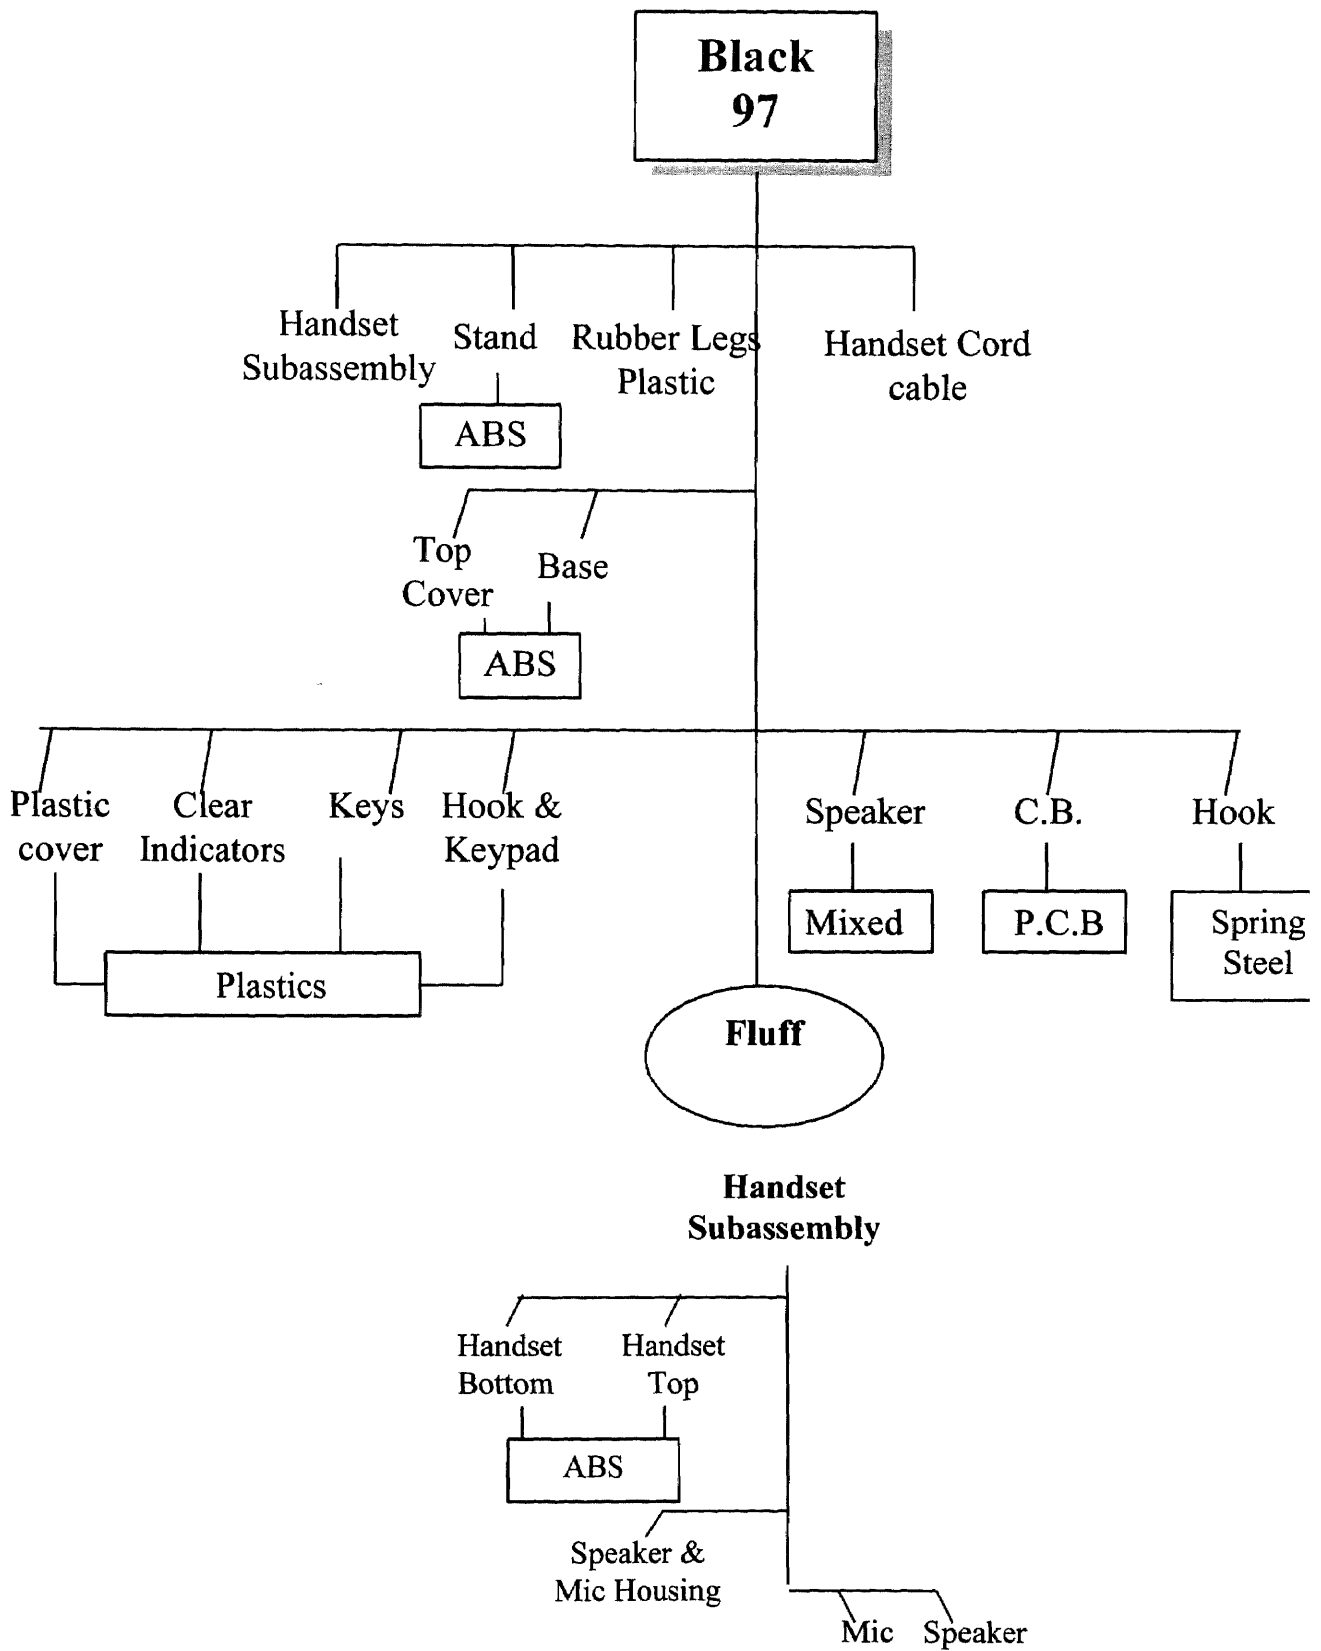 Black
97
Handset
Subassembly
Stand
Rubber Legs
Plastic
Handset Cord
cable
ABS
Top
Cover
Base
ABS
Plastic
cover
Clear
Indicators
Keys
Hook &
Keypad
Speaker
C.B.
Hook
Plastics
Mixed
P.C.B
Spring
Steel
Fluff
Handset
Subassembly
Handset
Bottom
Handset
Top
ABS
Speaker &
Mic Housing
Mic
Speaker